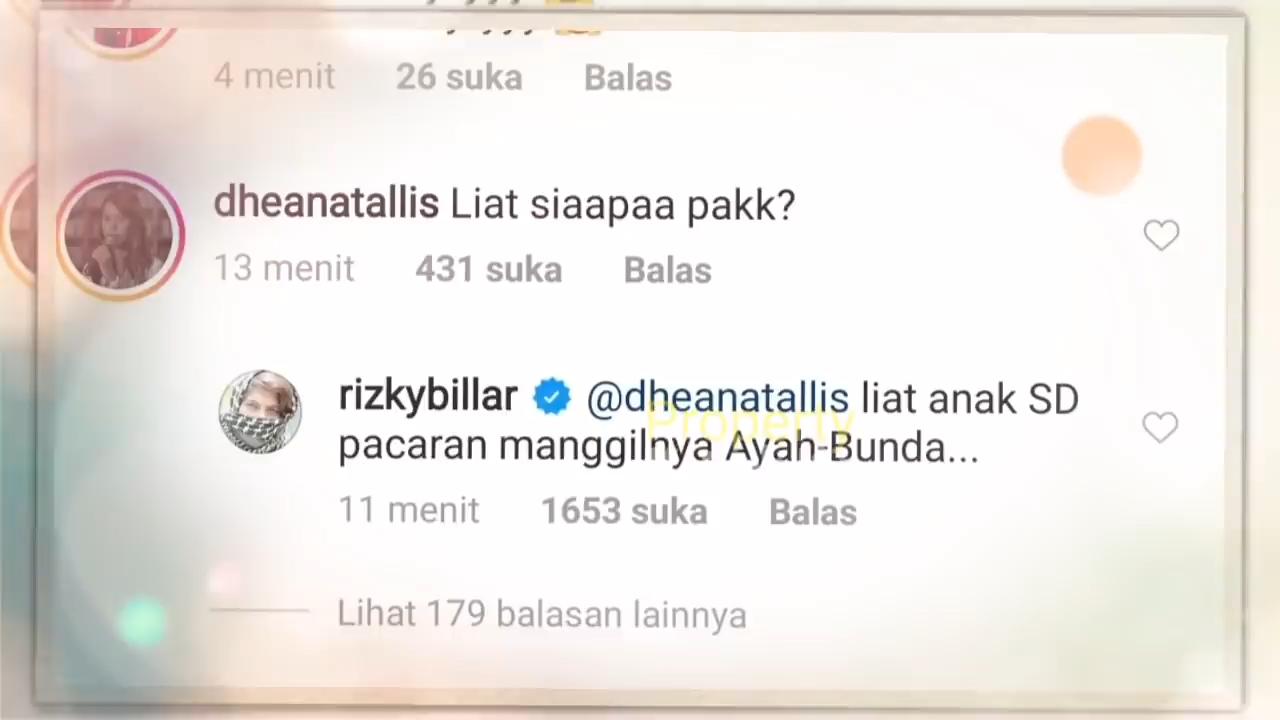 4 menit 26 suka Balas
dheanatallis Liat siaapaa pakk?
13 menit 431 suka Balas
rizkybillar @dheanatallis liat anak SD
pacaran manggilnya Ayah-Bunda...
Property
11 menit 1653 suka Balas
Lihat 179 balasan lainnya